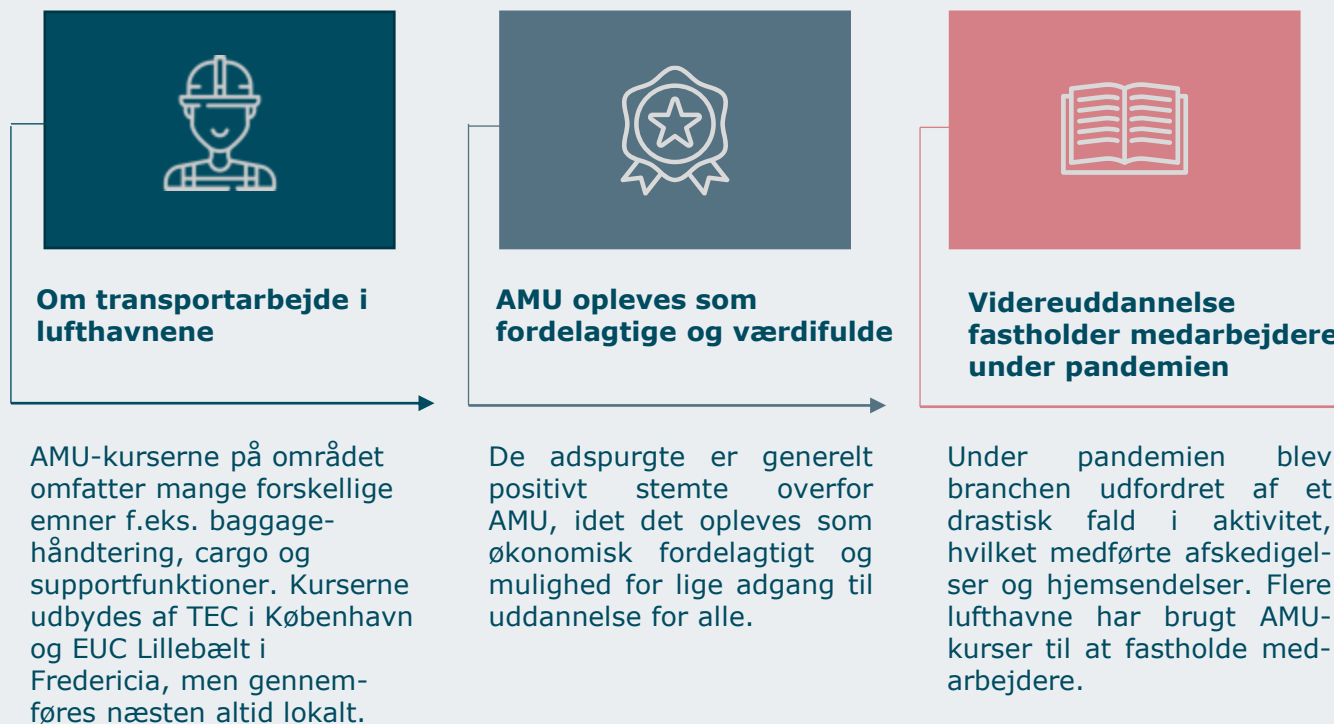 Om transportarbejde i
lufthavnene
AMU-kurserne på området
omfatter mange forskellige
emner f.eks. baggage-
håndtering, cargo og
supportfunktioner. Kurserne
udbydes af TEC i København
og EUC Lillebælt i
Fredericia, men gennem-
føres næsten altid lokalt.
AMU opleves som
fordelagtige og værdifulde
De adspurgte er generelt
positivt stemte overfor
AMU, idet det opleves som
økonomisk fordelagtigt og
mulighed for lige adgang til
uddannelse for alle.
Videreuddannelse
fastholder medarbejdere
under pandemien
Under pandemien blev
branchen udfordret af et
drastisk fald i aktivitet,
hvilket medførte afskedigel-
ser og hjemsendelser. Flere
lufthavne har brugt AMU-
kurser til at fastholde med-
arbejdere.